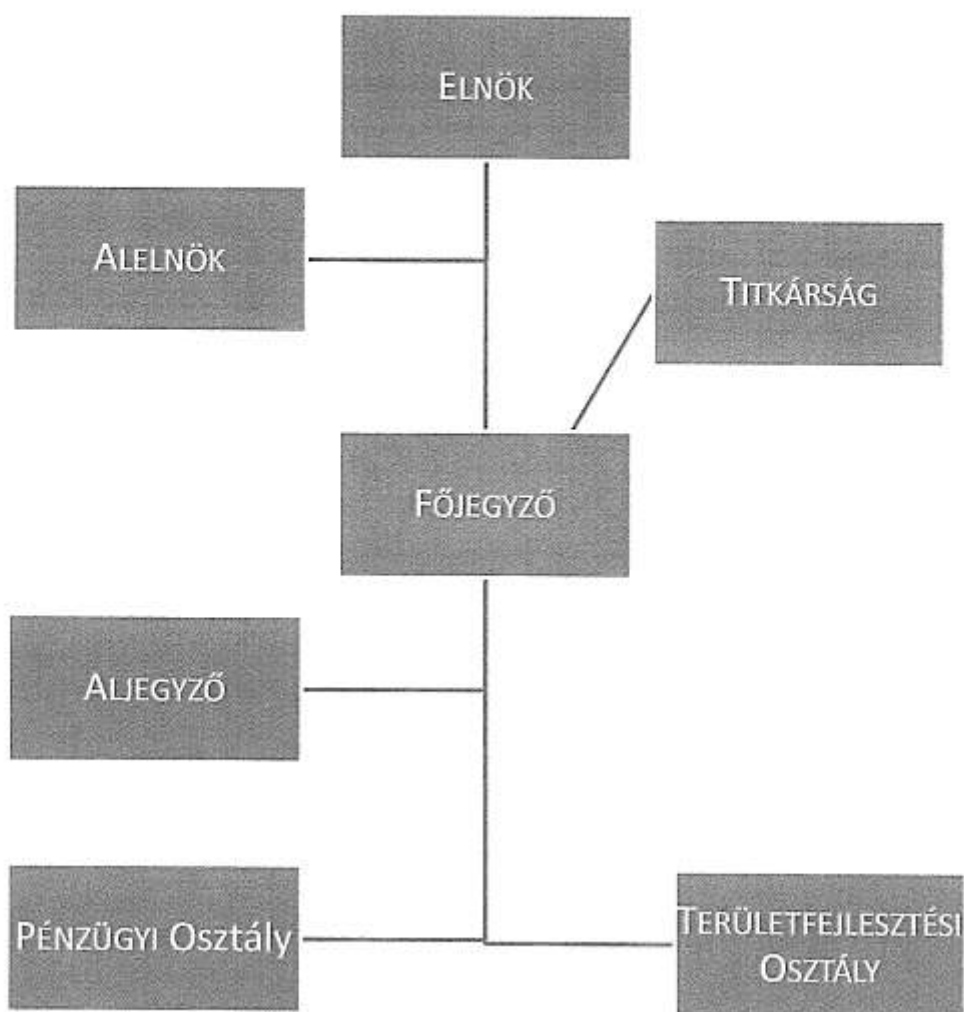 ELNÖK
ALELNÖK
TITKÁRSÁG
FŐJEGYZŐ
ALJEGYZŐ
PÉNZÜGYI Osztály
TERÜLETFEJLESZTÉSI
OSZTÁLY